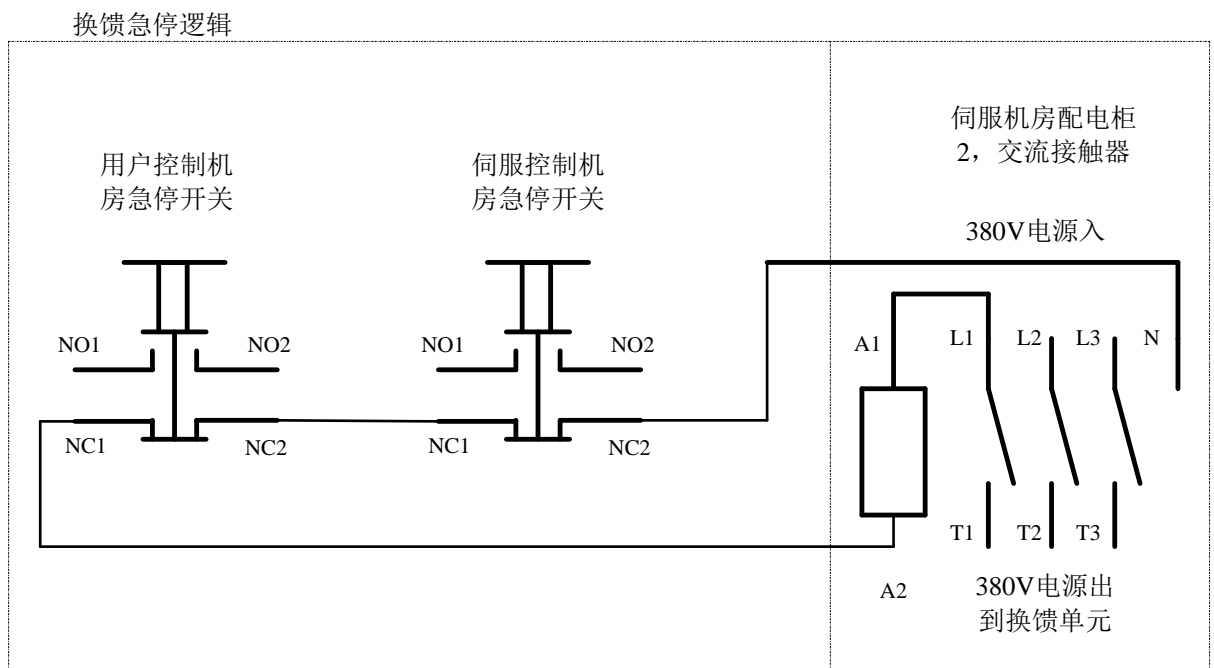 换馈急停逻辑
用户控制机
房急停开关
伺服控制机
房急停开关
伺服机房配电柜
2，交流接触器
380V电源入
NO1
NO2
NC1
NC2
NO1
NO2
NC1
NC2
A1
L1
L2
L3
N
T1
T2
T3
A2
380V电源出
到换馈单元